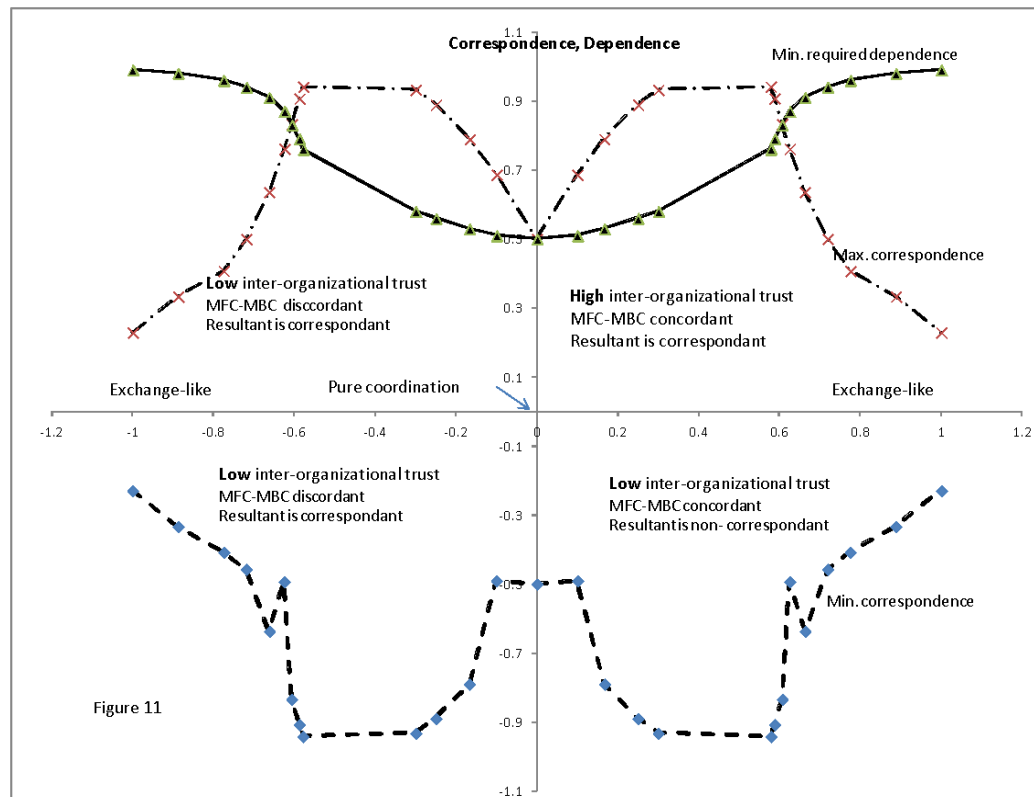 1.1
Correspondence, Dependence
Min. required dependence
0.9
0.7
0.5
Max. correspondence
Low inter-organizational trust
MFC-MBC disccordant
Resultant is correspondant
High inter-organizational trust
MFC-MBC concordant
Resultant is correspondant
0.3
Exchange-like
Pure coordination
0.1
Exchange-like
-1.2 -1 -0.8 -0.6 -0.4 -0.2 0 0.2 0.4 0.6 0.8 1 1.2
-0.1
Low inter-organizational trust
MFC-MBC discordant
Resultant is correspondant
Low inter-organizational trust
MFC-MBC concordant
Resultant is non- correspondant
-0.3
-0.5
Min. correspondence
-0.7
Figure 11
-0.9
-1.1